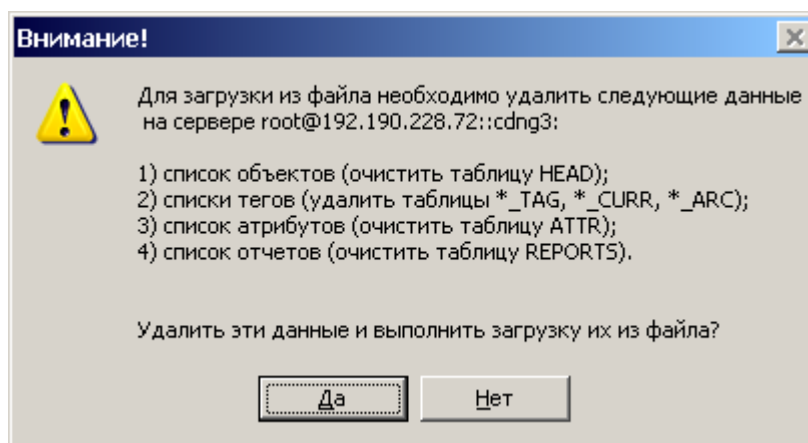 Внимание!
Для загрузки из файла необходимо удалить следующие данные
на сервере root@192.190.228.72::cdng3:
1) список объектов (очистить таблицу HEAD);
2) списки тегов (удалить таблицы *_TAG, *_CURR, *_ARC);
3) список атрибутов (очистить таблицу ATTR);
4) список отчетов (очистить таблицу REPORTS).
Удалить эти данные и выполнить загрузку их из файла?
Да Нет